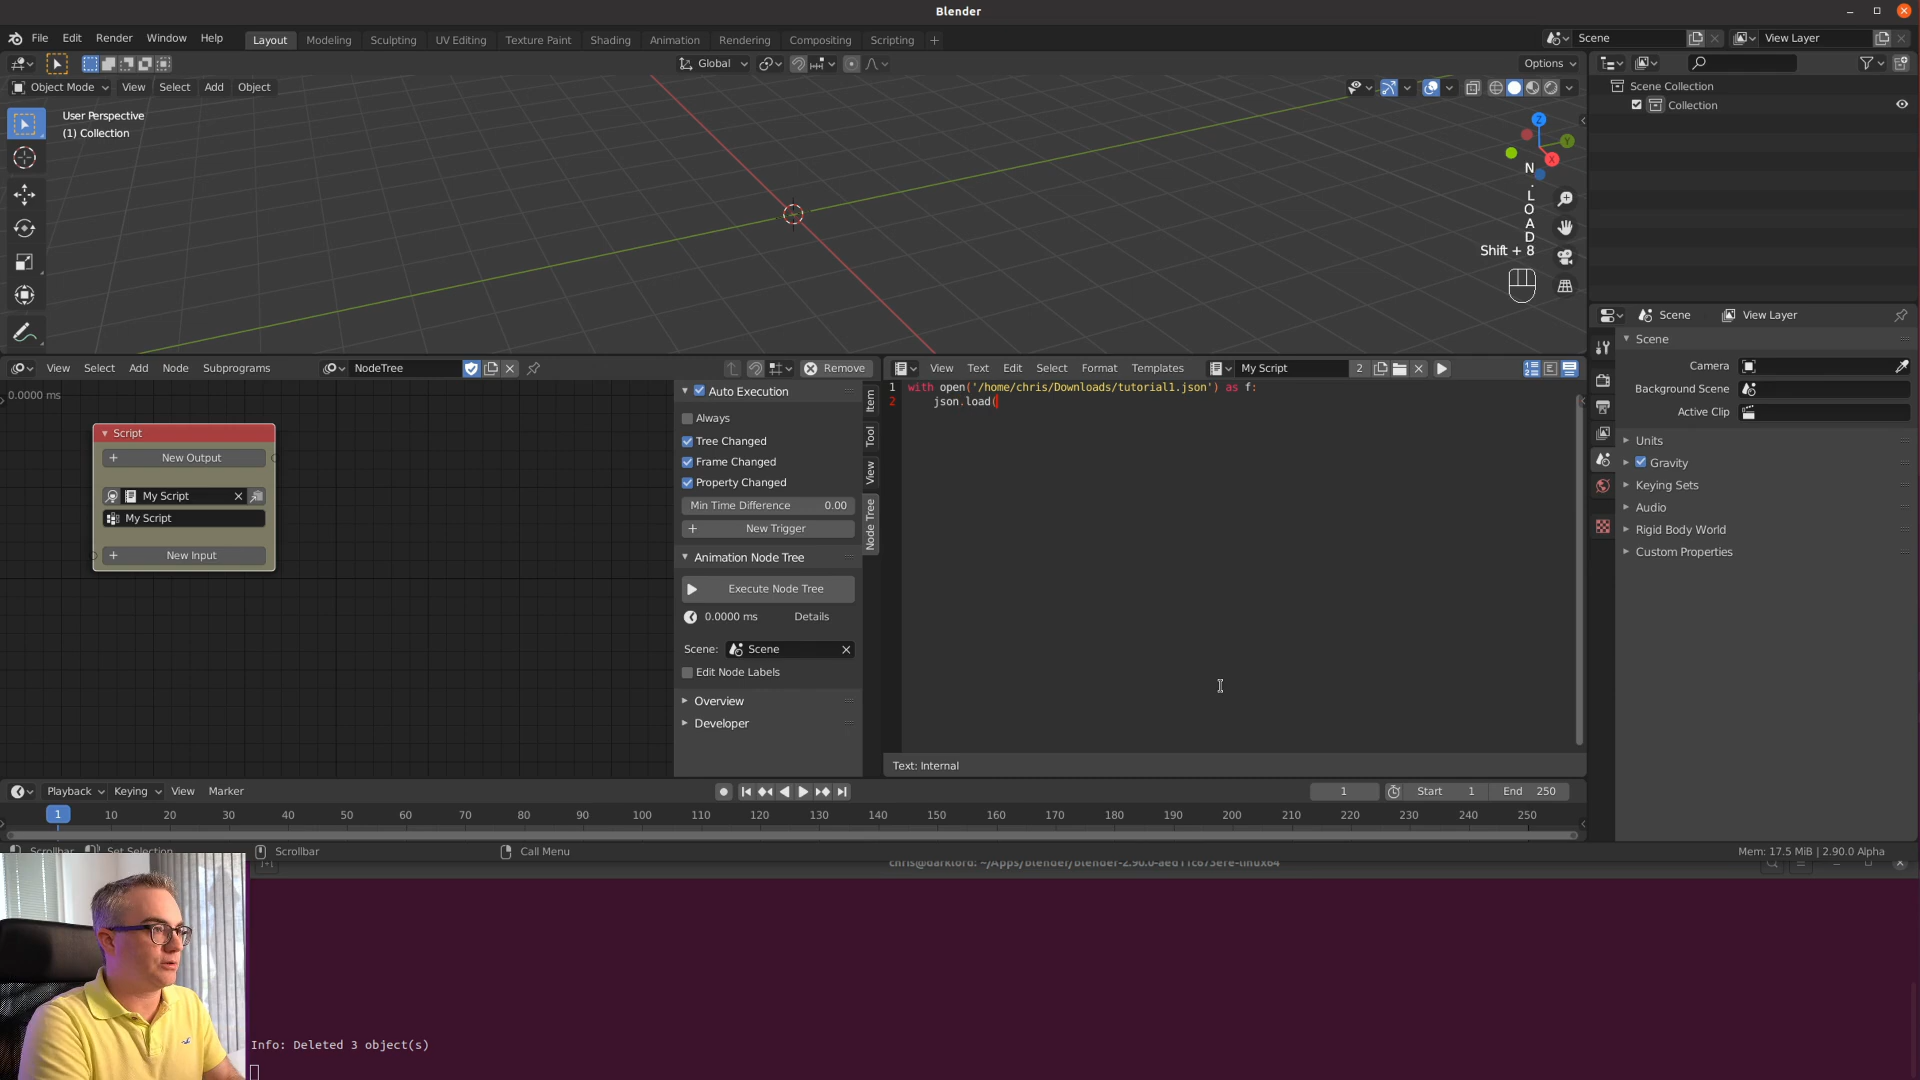 Blender
File Edit Render Window Help Layout Modeling Sculpting UV Editing Texture Paint Shading Animation Rendering Compositing Scripting + Scene View Layer
Global Options
Object Mode View Select Add Object
User Perspective
(1) Collection
Z
Y
X
N
.
L
O
A
D
Shift + 8
Scene Collection
Collection
Scene View Layer
Scene
Camera
Background Scene
Active Clip
Units
Gravity
Keying Sets
Audio
Rigid Body World
Custom Properties
View Select Add Node Subprograms NodeTree Remove
0.0000 ms
Script
+ New Output
My Script
My Script
+ New Input
Auto Execution
Always
Tree Changed
Frame Changed
Property Changed
Min Time Difference 0.00
+ New Trigger
Animation Node Tree
Execute Node Tree
0.0000 ms Details
Scene: Scene
Edit Node Labels
Overview
Developer
Item
Tool
View
Node Tree
View Text Edit Select Format Templates My Script 2
1 with open('/home/chris/Downloads/tutorial1.json') as f:
2 json.load(
Text: Internal
Playback Keying View Marker 1 Start 1 End 250
1 10 20 30 40 50 60 70 80 90 100 110 120 130 140 150 160 170 180 190 200 210 220 230 240 250
Scrollbar Set Selection Scrollbar Call Menu Mem: 17.5 MiB | 2.90.0 Alpha
Info: Deleted 3 object(s)